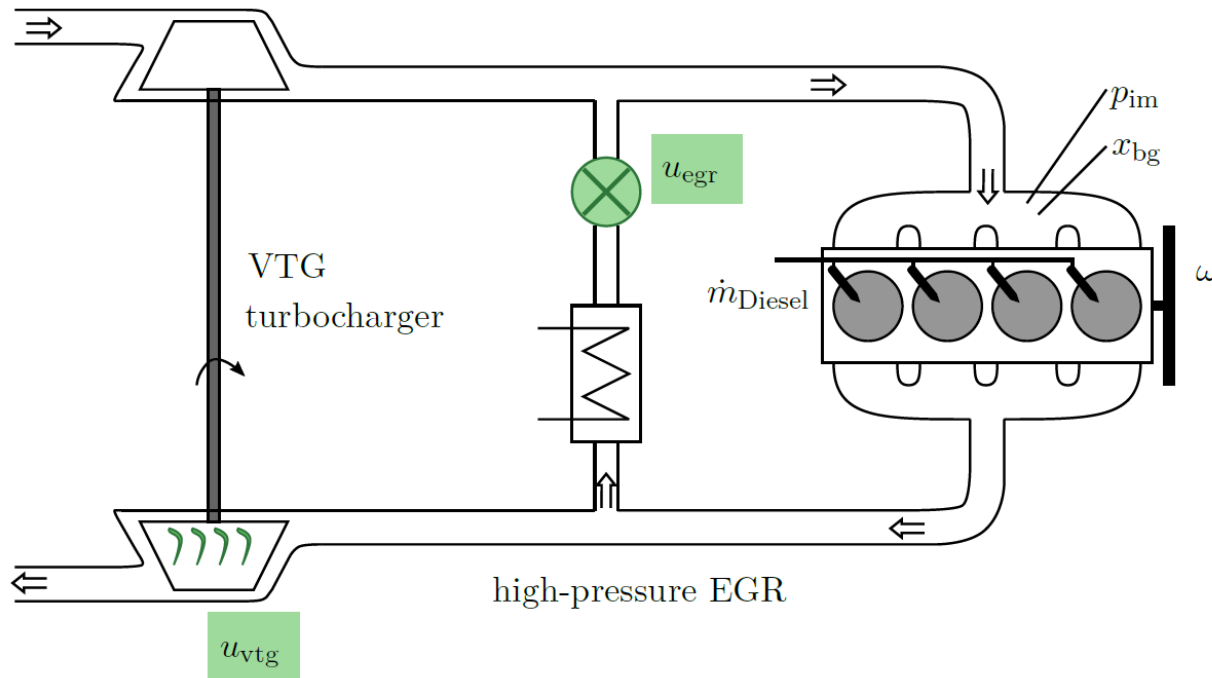 p_im
x_bg
u_egr
VTG
turbocharger
ṁ_Diesel
ω
high-pressure EGR
u_vtg